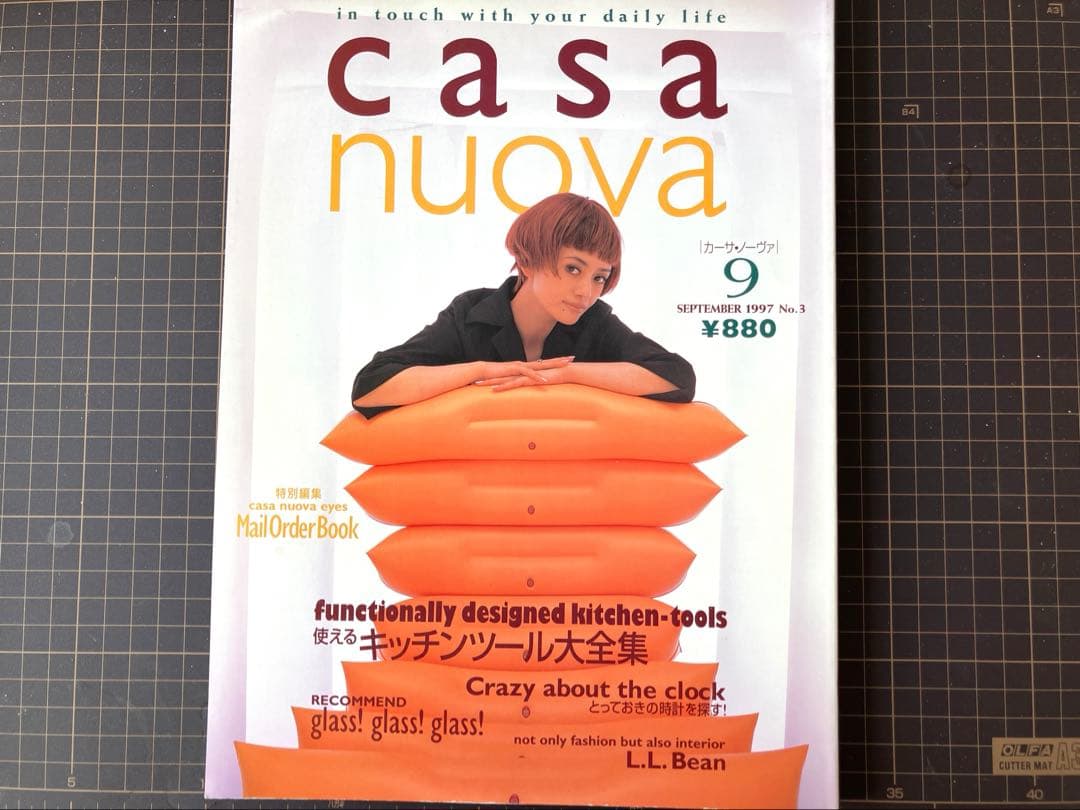 in touch with your daily life
casa
nuova
|カーサ・ノーヴァ|
9
SEPTEMBER 1997 No.3
¥880
特別編集
casa nuova eyes
Mail Order Book
functionally designed kitchen-tools
使えるキッチンツール大全集
Crazy about the clock
とっておきの時計を探す!
RECOMMEND
glass! glass! glass!
not only fashion but also interior
L.L. Bean
A3
B4
OLFA
CUTTER MAT A3
5
35
40